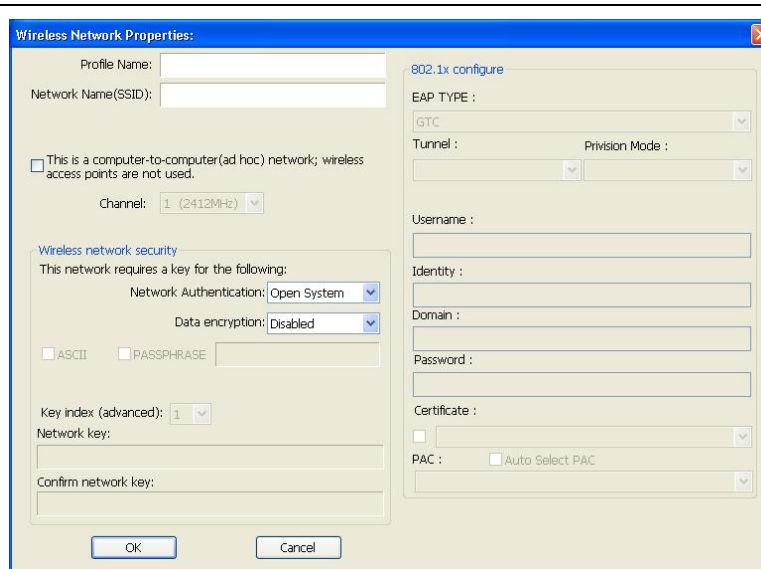 Wireless Network Properties:
Profile Name:
Network Name(SSID):
This is a computer-to-computer(ad hoc) network; wireless
access points are not used.
Channel: 1 (2412MHz)
Wireless network security
This network requires a key for the following:
Network Authentication: Open System
Data encryption: Disabled
ASCII PASSPHRASE
Key index (advanced): 1
Network key:
Confirm network key:
OK Cancel
802.1x configure
EAP TYPE :
GTC
Tunnel : Privision Mode :
Username :
Identity :
Domain :
Password :
Certificate :
PAC : Auto Select PAC